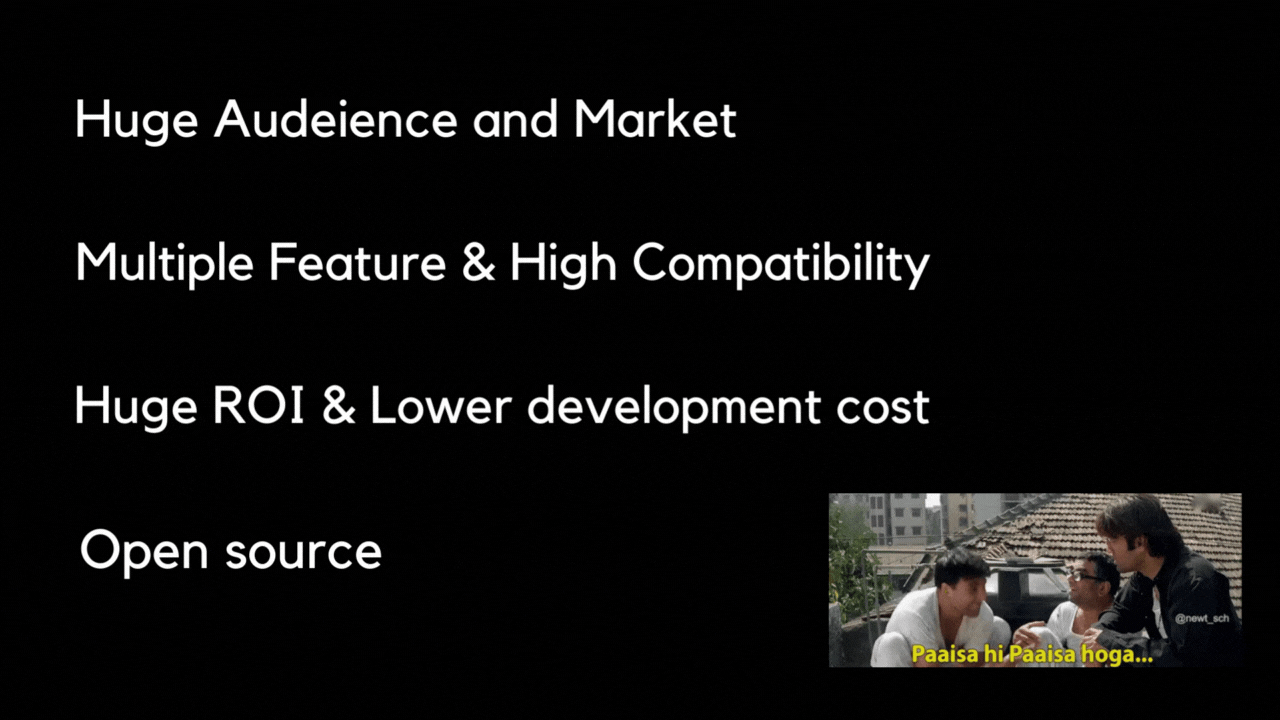 Huge Audeience and Market
Multiple Feature & High Compatibility
Huge ROI & Lower development cost
Open source
@newt_sch
Paaisa hi Paaisa hoga...